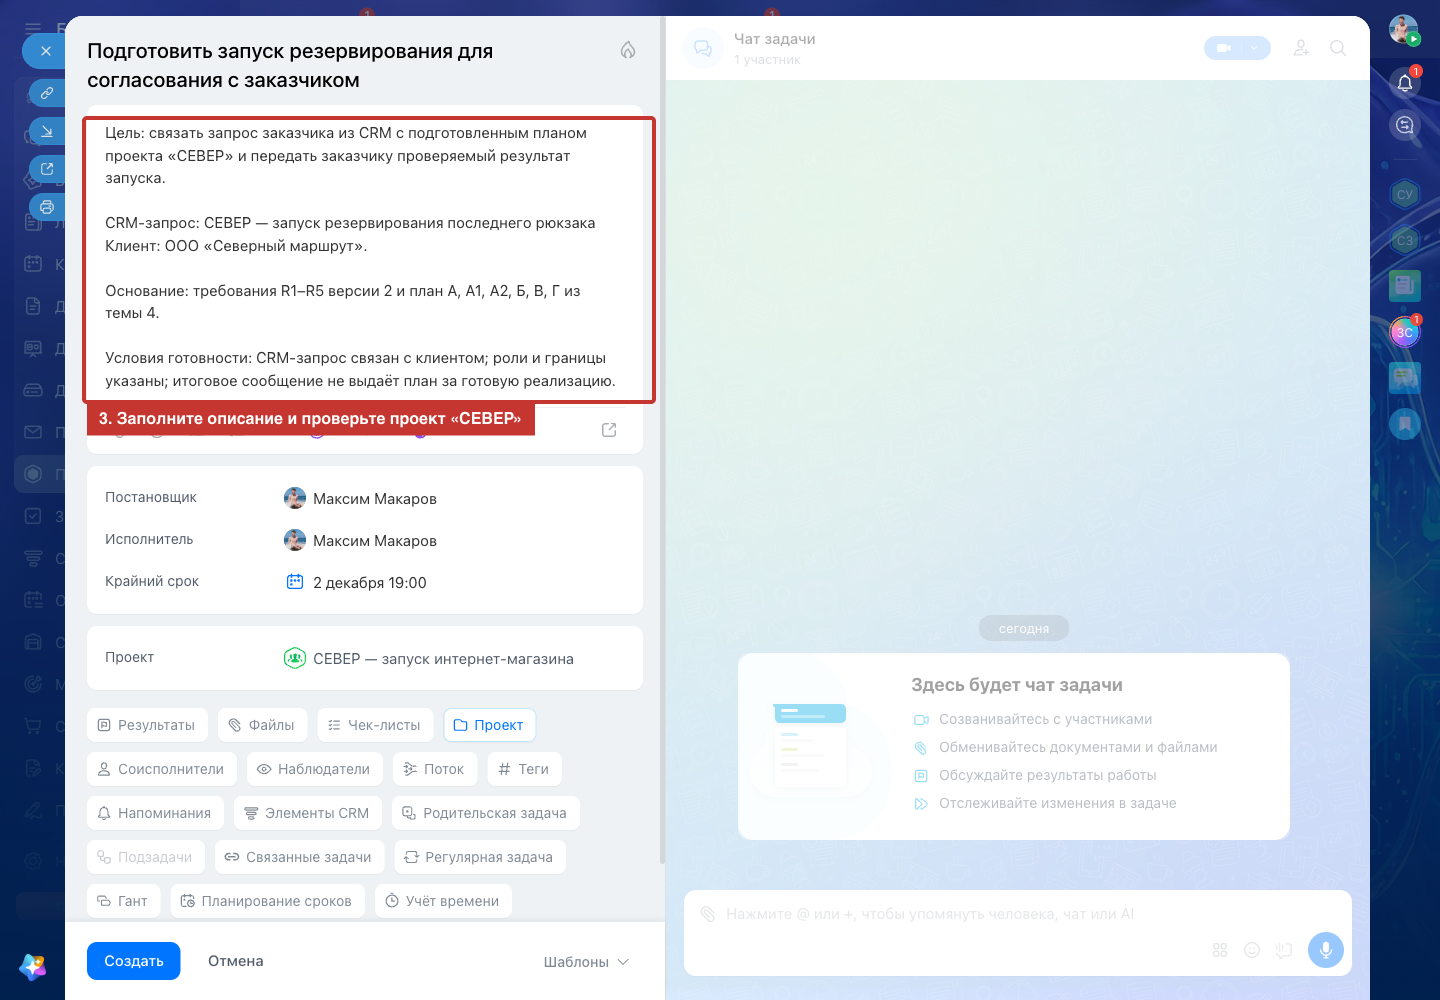 Подготовить запуск резервирования для
согласования с заказчиком
Цель: связать запрос заказчика из CRM с подготовленным планом
проекта «СЕВЕР» и передать заказчику проверяемый результат
запуска.
CRM-запрос: СЕВЕР — запуск резервирования последнего рюкзака
Клиент: ООО «Северный маршрут».
Основание: требования R1–R5 версии 2 и план А, А1, А2, Б, В, Г из
темы 4.
Условия готовности: CRM-запрос связан с клиентом; роли и границы
указаны; итоговое сообщение не выдаёт план за готовую реализацию.
3. Заполните описание и проверьте проект «СЕВЕР»
Постановщик
Максим Макаров
Исполнитель
Максим Макаров
Крайний срок
2 декабря 19:00
Проект
СЕВЕР — запуск интернет-магазина
Результаты
Файлы
Чек-листы
Проект
Соисполнители
Наблюдатели
Поток
Теги
Напоминания
Элементы CRM
Родительская задача
Подзадачи
Связанные задачи
Регулярная задача
Гант
Планирование сроков
Учёт времени
Создать
Отмена
Шаблоны
Чат задачи
1 участник
сегодня
Здесь будет чат задачи
Созванивайтесь с участниками
Обменивайтесь документами и файлами
Обсуждайте результаты работы
Отслеживайте изменения в задаче
Нажмите @ или +, чтобы упомянуть человека, чат или AI
1
1
1
СУ
СЗ
ЗС
1